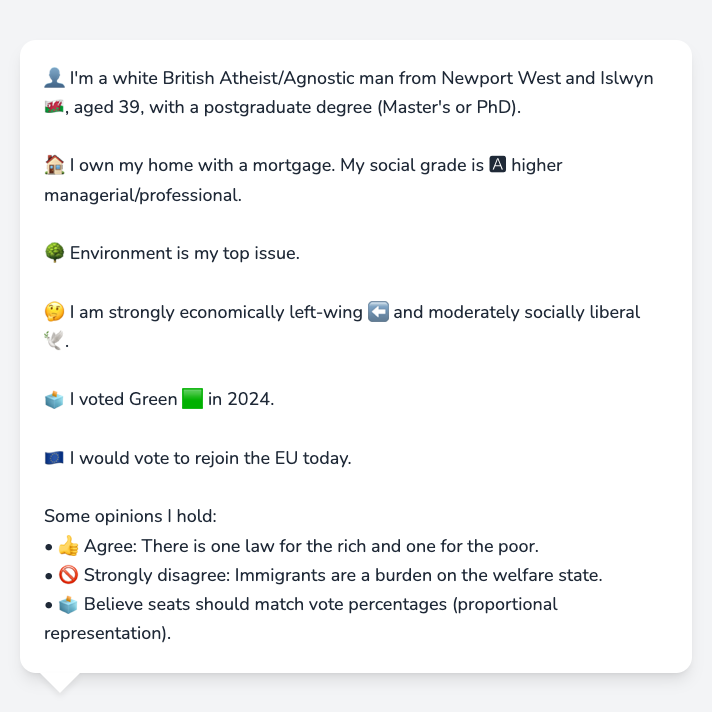 👤 I'm a white British Atheist/Agnostic man from Newport West and Islwyn
🏴󠁧󠁢󠁷󠁬󠁳󠁿, aged 39, with a postgraduate degree (Master's or PhD).
🏠 I own my home with a mortgage. My social grade is 🅰 higher
managerial/professional.
🌳 Environment is my top issue.
🤔 I am strongly economically left-wing ⬅️ and moderately socially liberal
🕊️.
🗳️ I voted Green 🟩 in 2024.
🇪🇺 I would vote to rejoin the EU today.
Some opinions I hold:
• 👍 Agree: There is one law for the rich and one for the poor.
• 🚫 Strongly disagree: Immigrants are a burden on the welfare state.
• 🗳️ Believe seats should match vote percentages (proportional
representation).